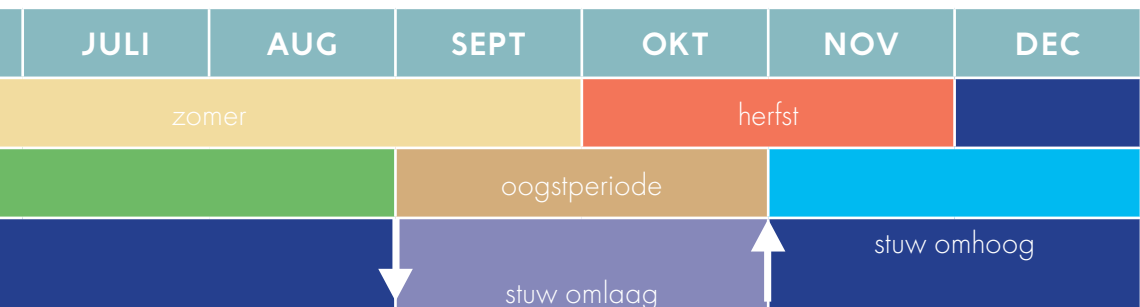 JULI AUG SEPT OKT NOV DEC
zomer herfst
oogstperiode
stuw omhoog
stuw omlaag